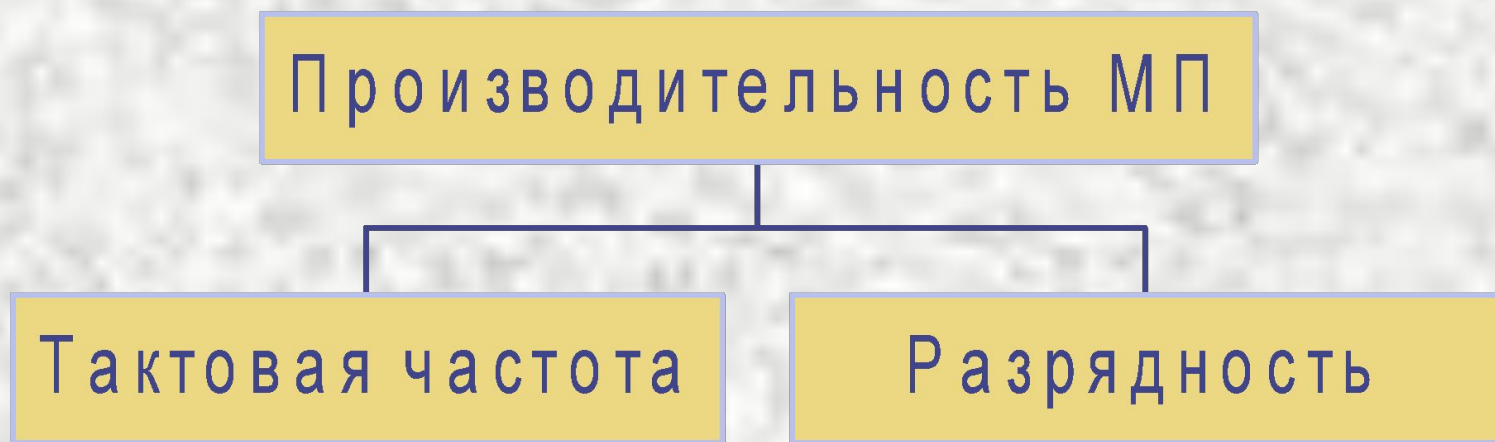 Производительность МП
Тактовая частота
Разрядность